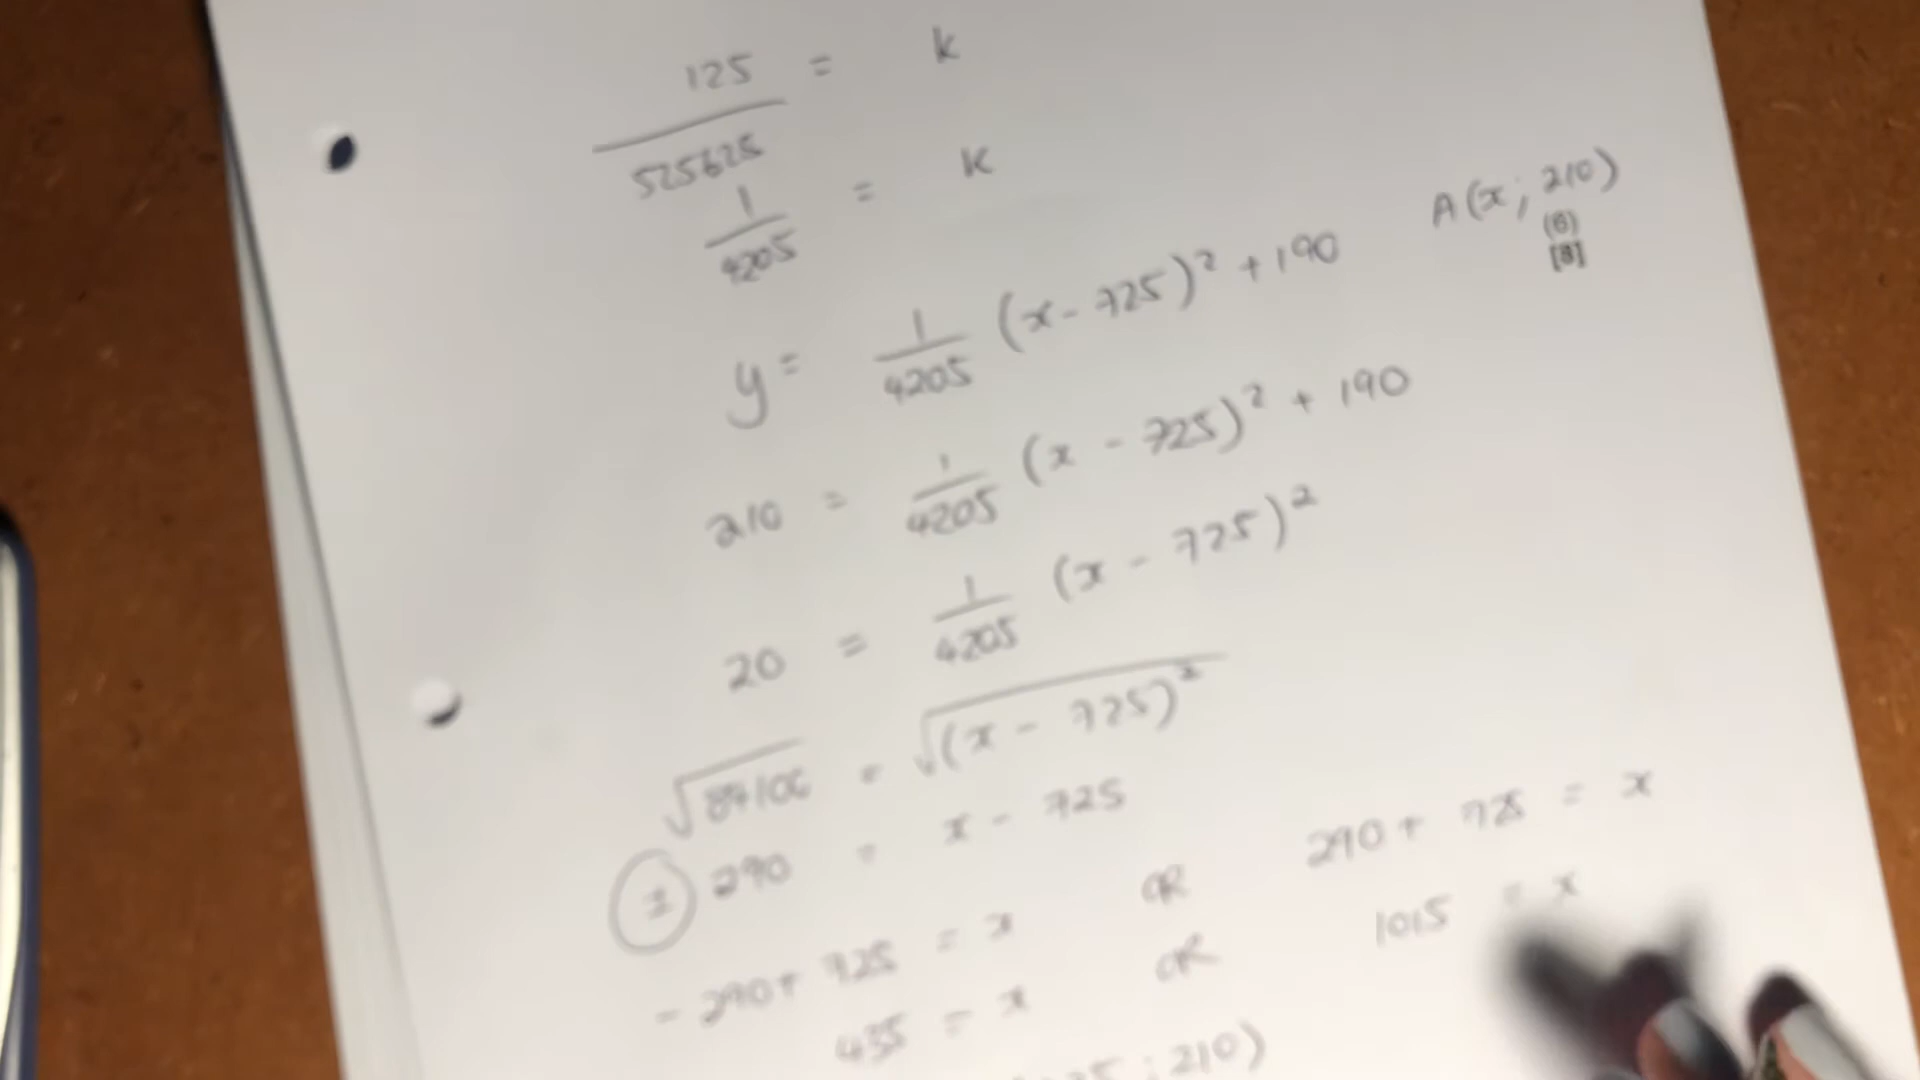 125/525625 = k
1/4205 = k
A(x; 210)
(6)
[8]
y = 1/4205 (x - 725)² + 190
210 = 1/4205 (x - 725)² + 190
20 = 1/4205 (x - 725)²
√84100 = √(x - 725)²
± 290 = x - 725
-290 + 725 = x OR 290 + 725 = x
435 = x OR 1015 = x
; 210)